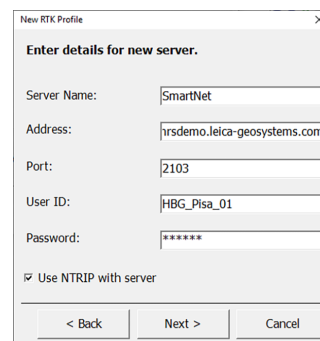 New RTK Profile
Enter details for new server.
Server Name: SmartNet
Address: nrsdemo.leica-geosystems.com
Port: 2103
User ID: HBG_Pisa_01
Password: ******
Use NTRIP with server
< Back Next > Cancel